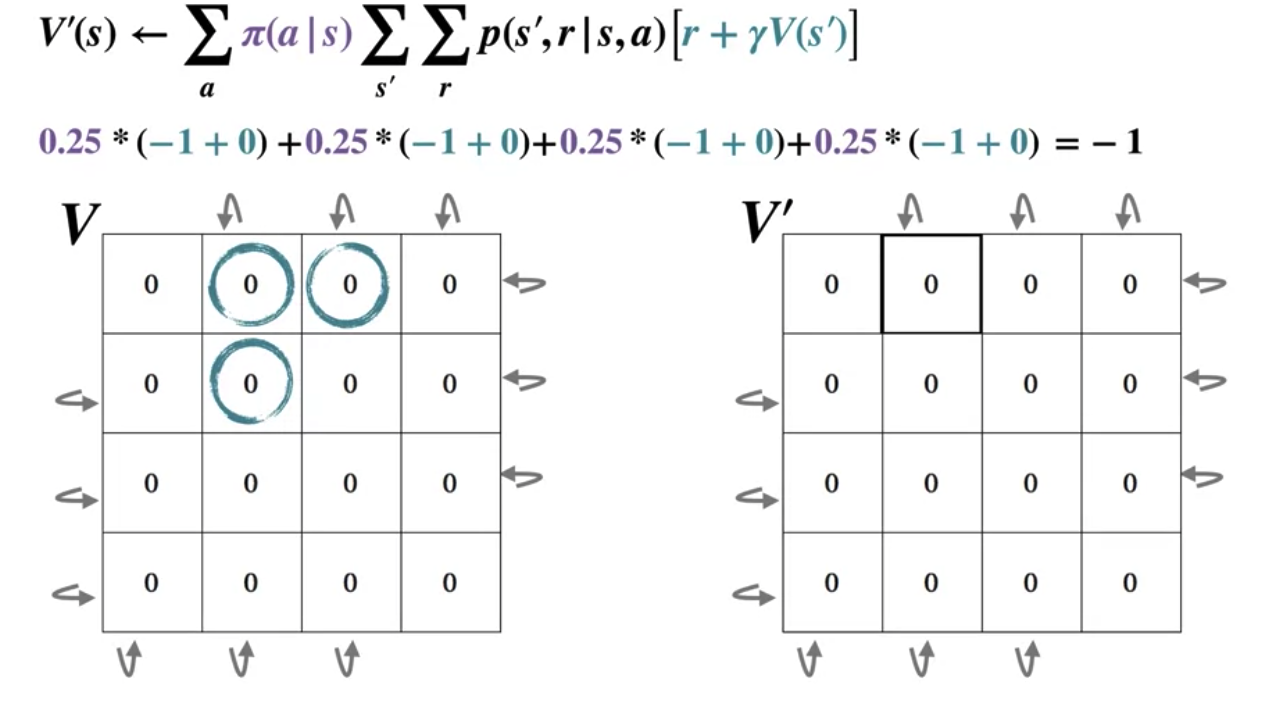 V′(s) ← ∑ π(a|s) ∑ ∑ p(s′, r|s, a)[r + γV(s′)]
a s′ r
0.25 * (−1 + 0) +0.25 * (−1 + 0)+0.25 * (−1 + 0)+0.25 * (−1 + 0) = − 1
V
0 0 0 0
0 0 0 0
0 0 0 0
0 0 0 0
V′
0 0 0 0
0 0 0 0
0 0 0 0
0 0 0 0